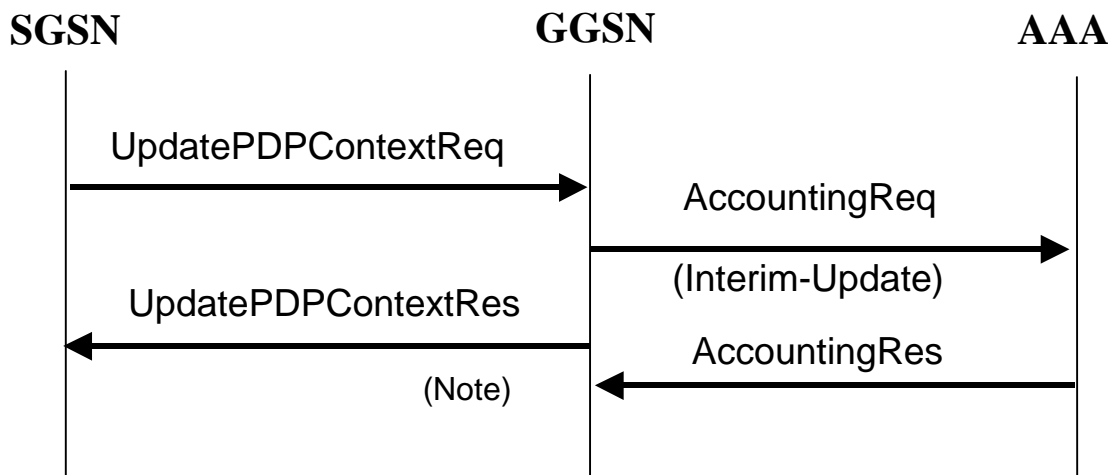 SGSN GGSN AAA
UpdatePDPContextReq
AccountingReq
(Interim-Update)
UpdatePDPContextRes
AccountingRes
(Note)